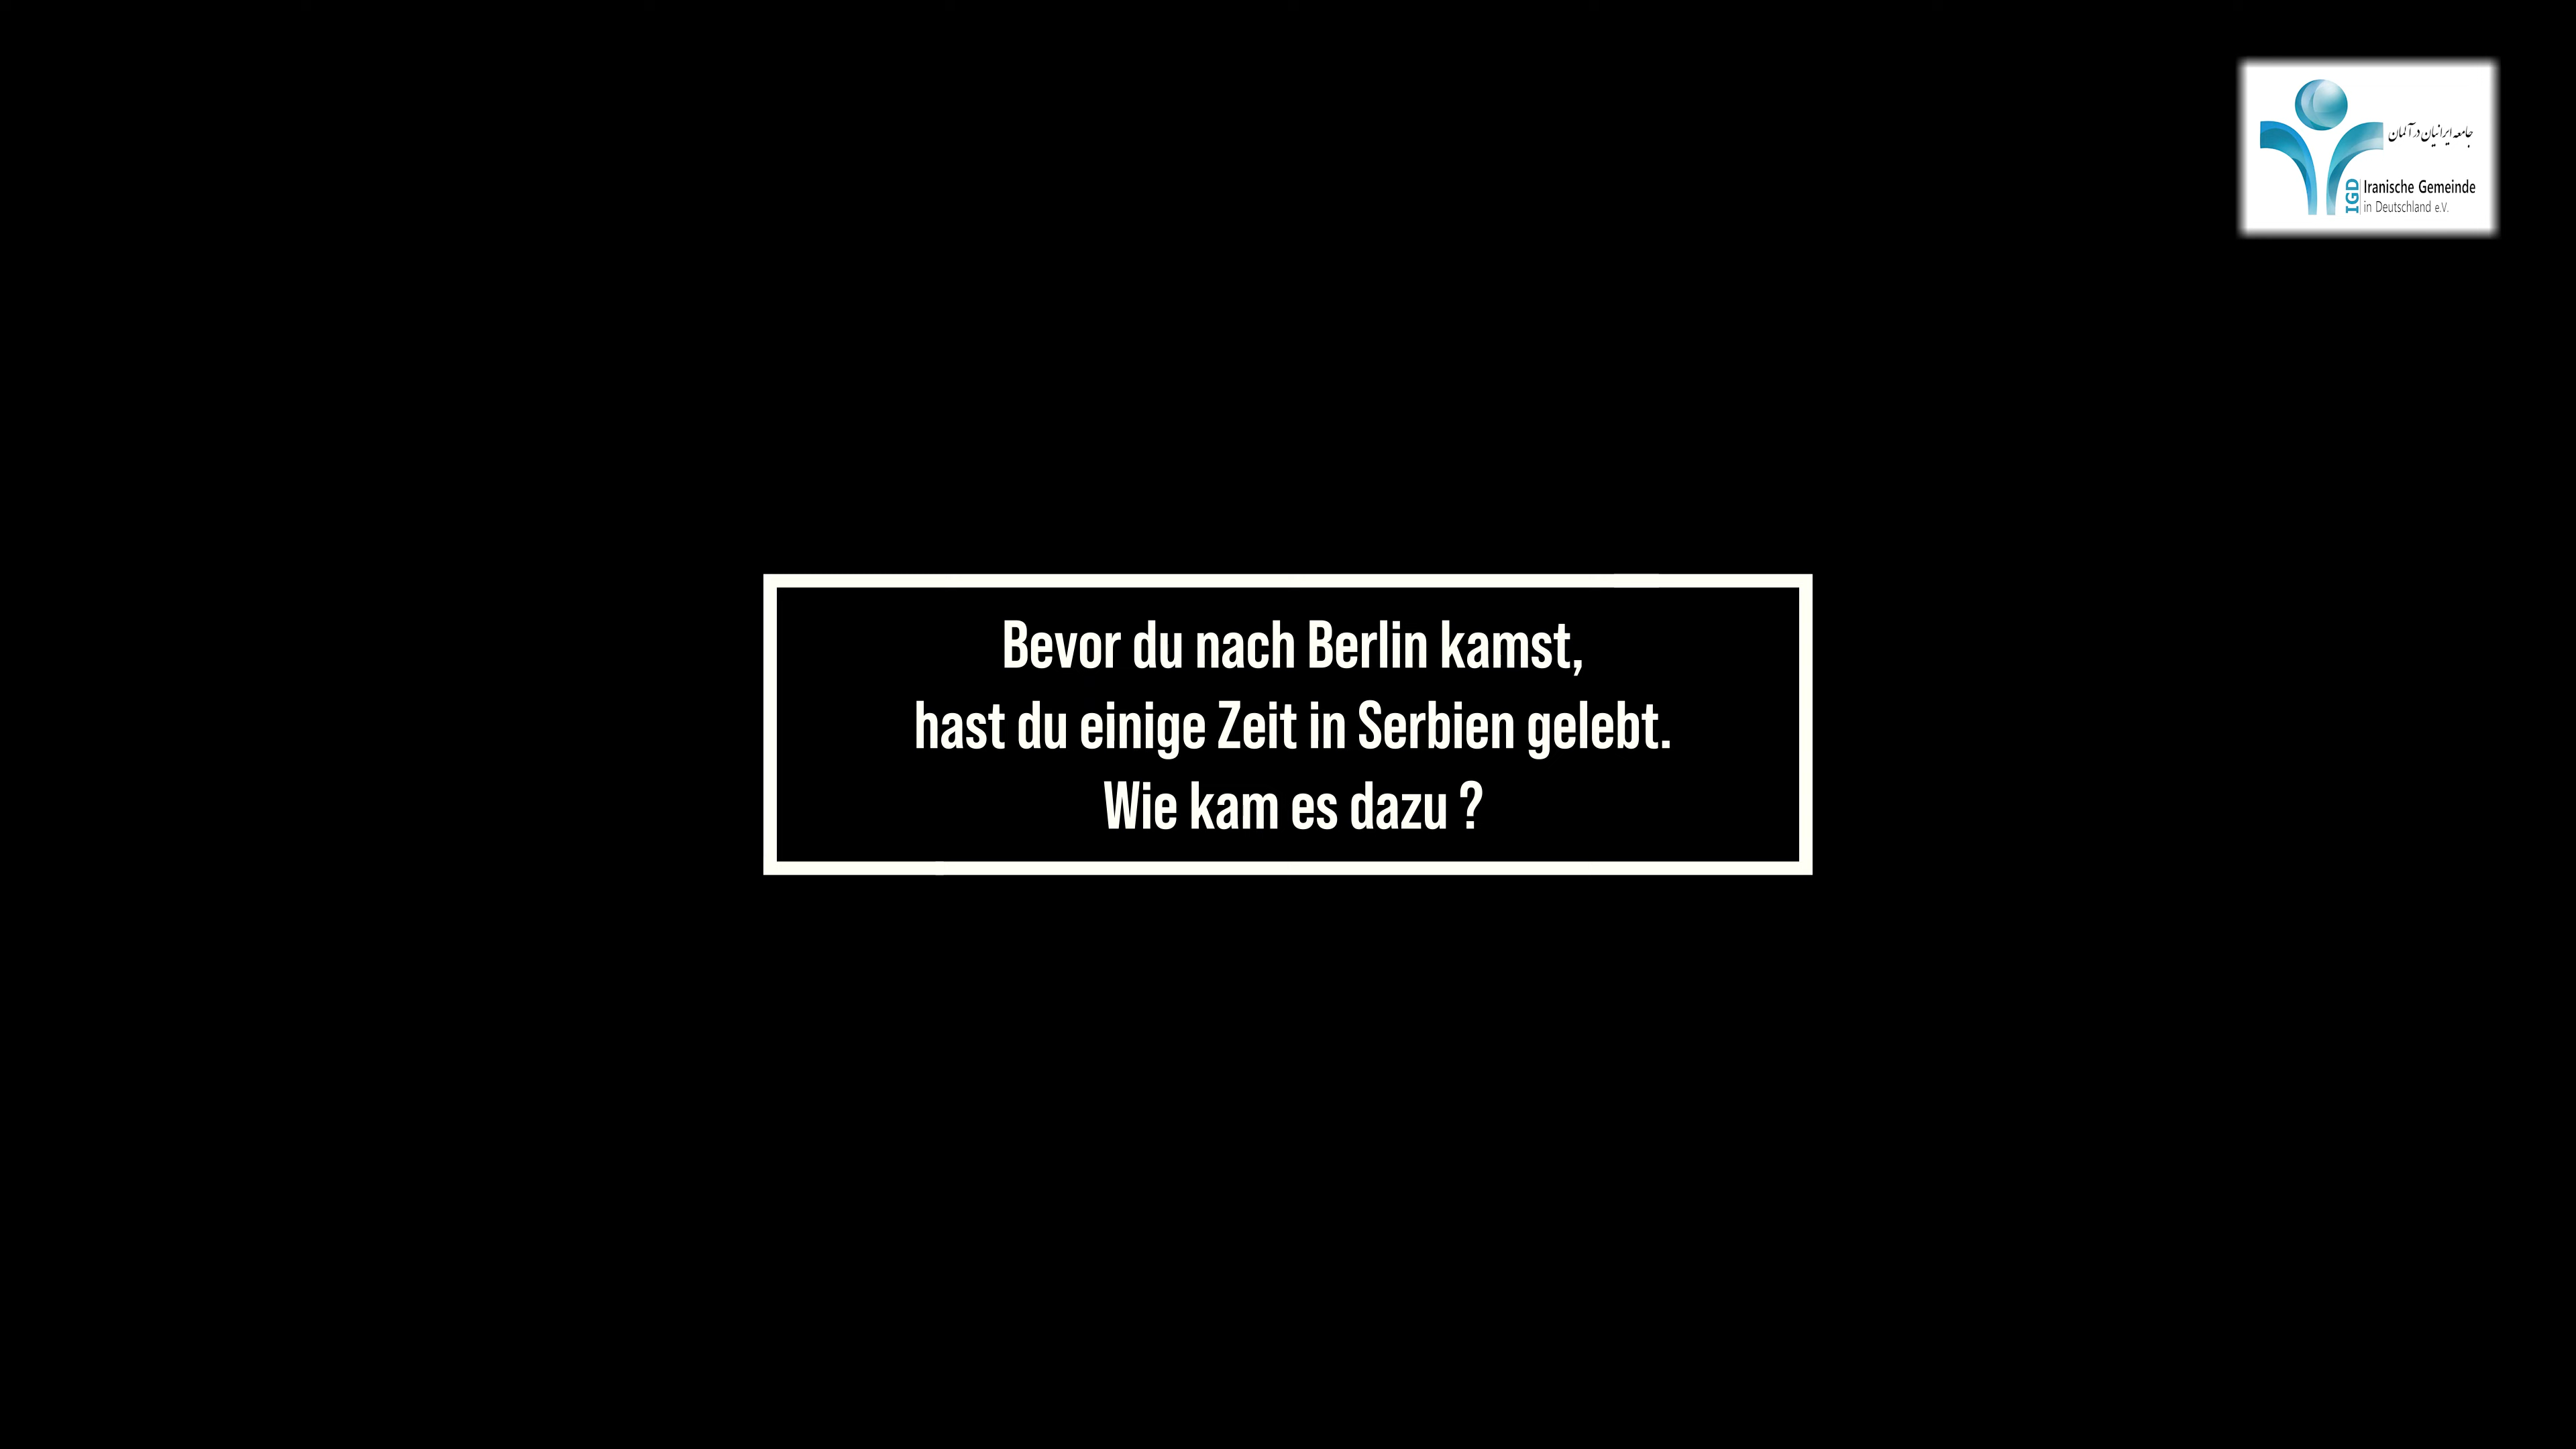 جامعه ایرانیان در آلمان
IGD
Iranische Gemeinde
in Deutschland e.V.
Bevor du nach Berlin kamst,
hast du einige Zeit in Serbien gelebt.
Wie kam es dazu ?